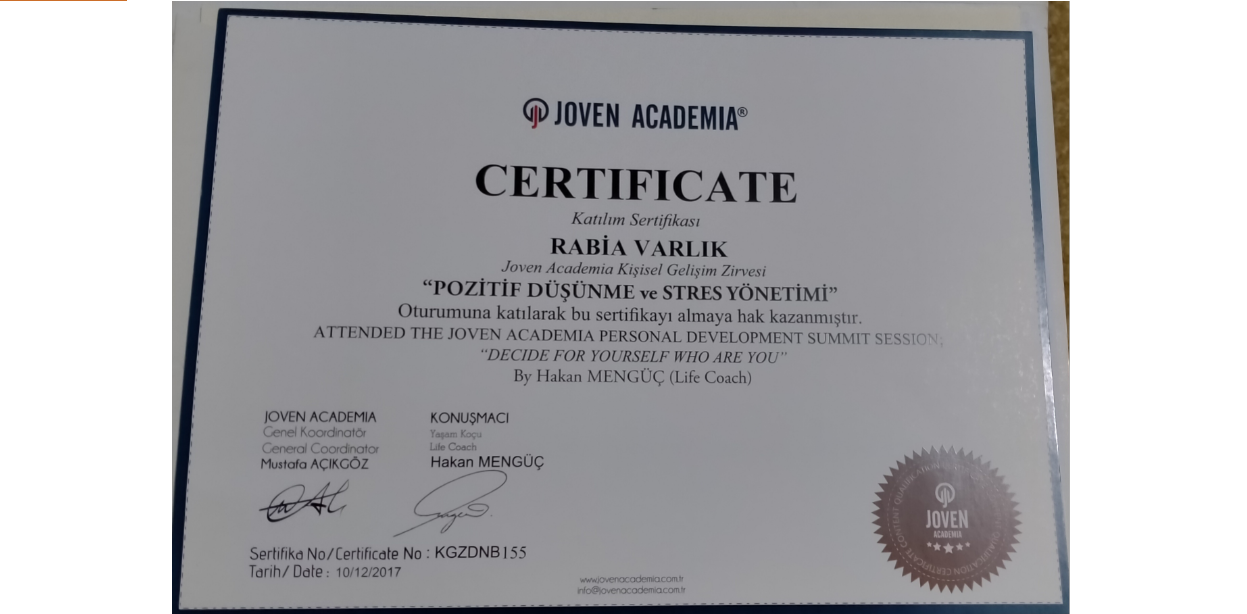 JOVEN ACADEMIA®
CERTIFICATE
Katılım Sertifikası
RABİA VARLIK
Joven Academia Kişisel Gelişim Zirvesi
“POZİTİF DÜŞÜNME ve STRES YÖNETİMİ”
Oturumuna katılarak bu sertifikayı almaya hak kazanmıştır.
ATTENDED THE JOVEN ACADEMIA PERSONAL DEVELOPMENT SUMMIT SESSION;
“DECIDE FOR YOURSELF WHO ARE YOU”
By Hakan MENGÜÇ (Life Coach)
JOVEN ACADEMIA
Genel Koordinatör
General Coordinator
Mustafa AÇIKGÖZ
KONUŞMACI
Yaşam Koçu
Life Coach
Hakan MENGÜÇ
Sertifika No/Certificate No : KGZDNB155
Tarih/ Date : 10/12/2017
www.jovenacademia.com.tr
info@jovenacademia.com.tr
JOVEN
ACADEMIA